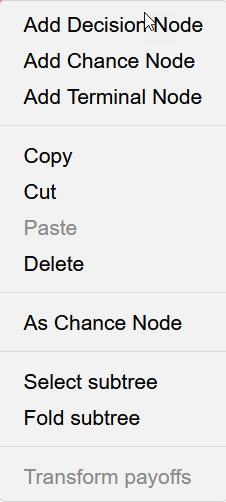 Add Decision Node
Add Chance Node
Add Terminal Node
Copy
Cut
Paste
Delete
As Chance Node
Select subtree
Fold subtree
Transform payoffs